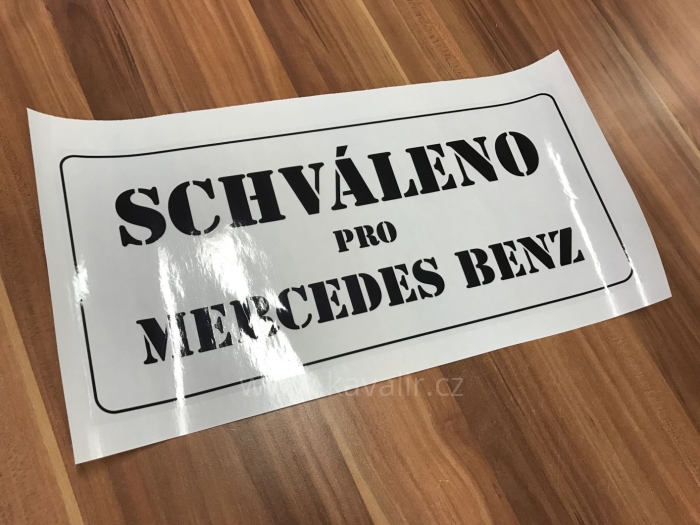 SCHVÁLENO
PRO
MERCEDES BENZ
www.kavalir.cz